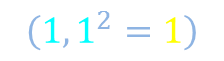 (1, 1² = 1)